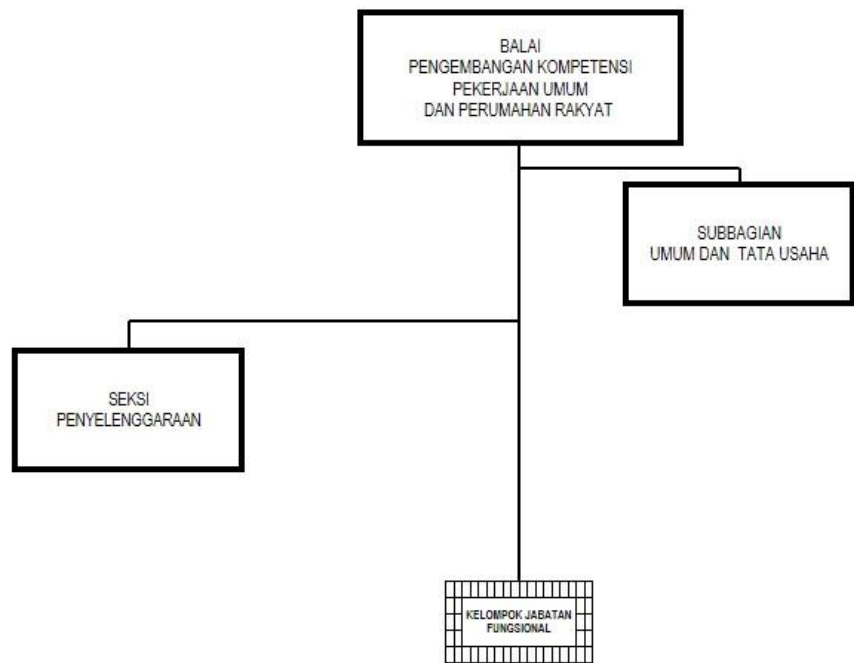 BALAI
PENGEMBANGAN KOMPETENSI
PEKERJAAN UMUM
DAN PERUMAHAN RAKYAT
SUBBAGIAN
UMUM DAN TATA USAHA
SEKSI
PENYELENGGARAAN
KELOMPOK JABATAN
FUNGSIONAL